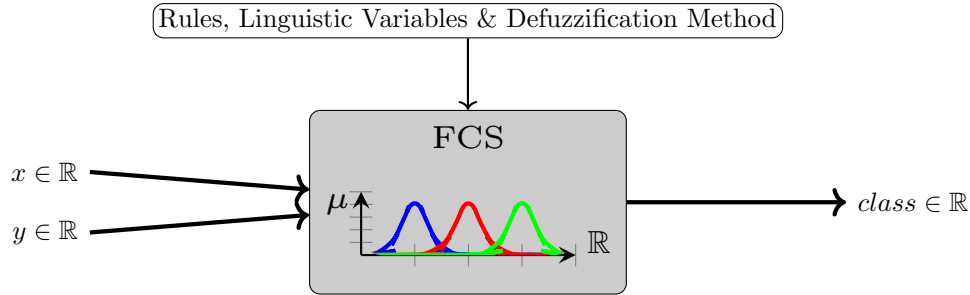 Rules, Linguistic Variables & Defuzzification Method
FCS
x ∈ ℝ
y ∈ ℝ
μ
ℝ
class ∈ ℝ